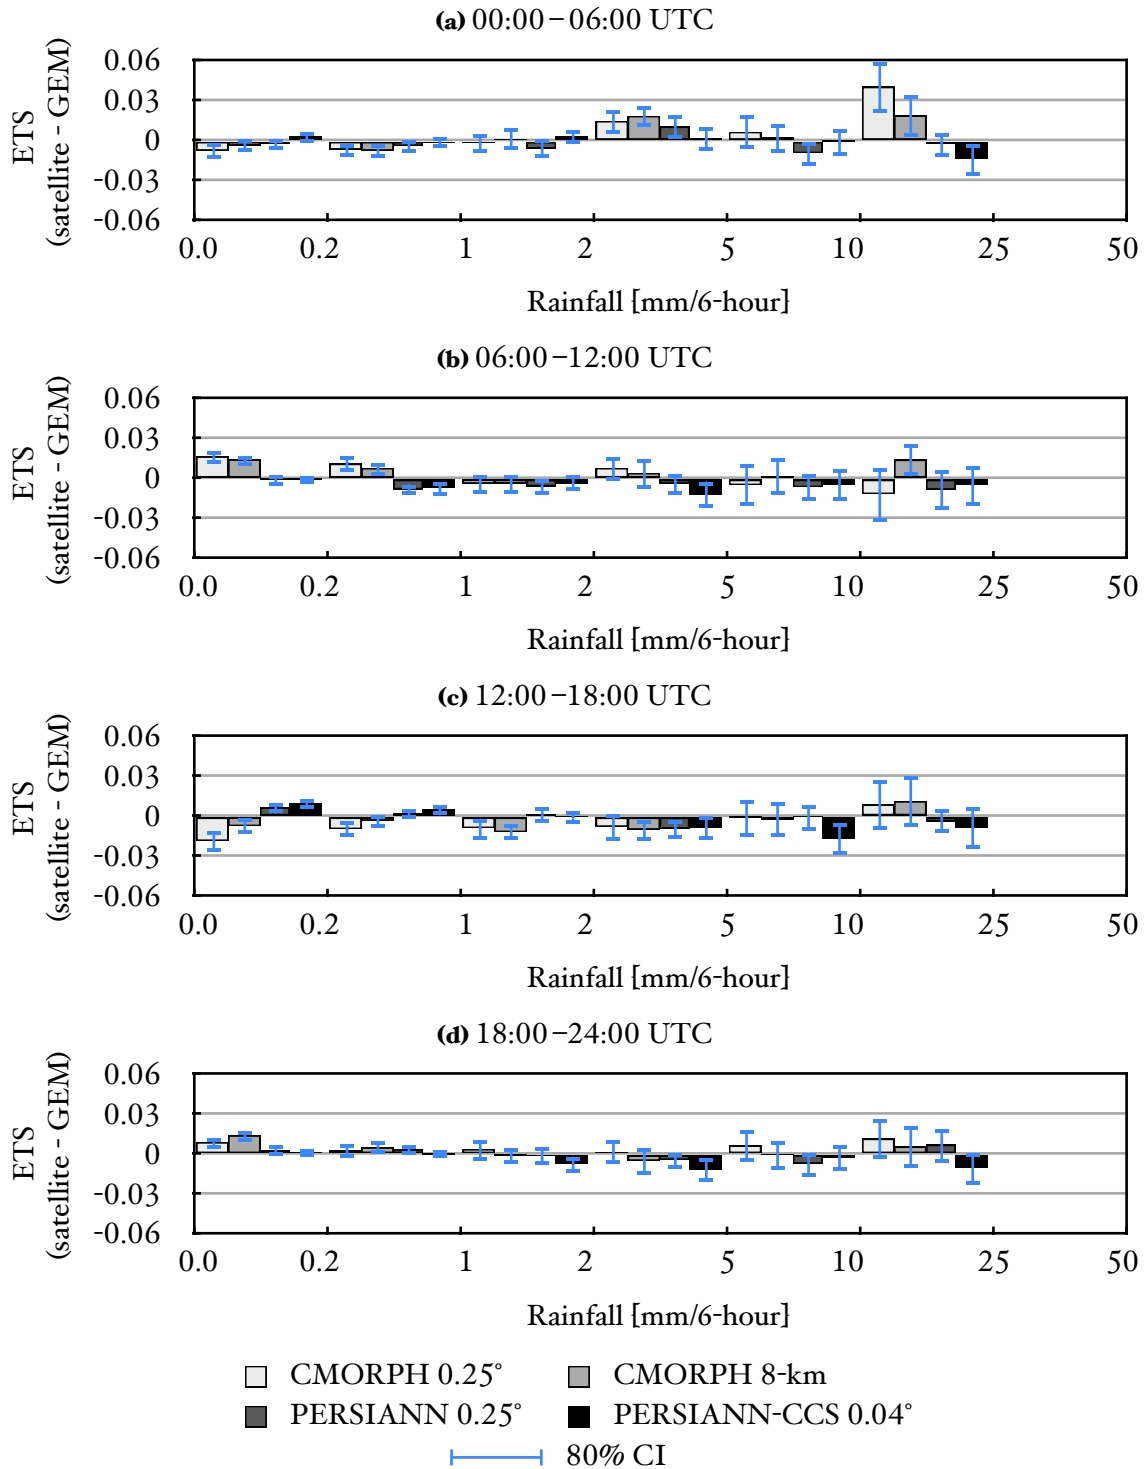 (a) 00:00–06:00 UTC
0.06
0.03
0
-0.03
-0.06
ETS
(satellite - GEM)
0.0 0.2 1 2 5 10 25 50
Rainfall [mm/6-hour]
(b) 06:00–12:00 UTC
0.06
0.03
0
-0.03
-0.06
ETS
(satellite - GEM)
0.0 0.2 1 2 5 10 25 50
Rainfall [mm/6-hour]
(c) 12:00–18:00 UTC
0.06
0.03
0
-0.03
-0.06
ETS
(satellite - GEM)
0.0 0.2 1 2 5 10 25 50
Rainfall [mm/6-hour]
(d) 18:00–24:00 UTC
0.06
0.03
0
-0.03
-0.06
ETS
(satellite - GEM)
0.0 0.2 1 2 5 10 25 50
Rainfall [mm/6-hour]
CMORPH 0.25° CMORPH 8-km
PERSIANN 0.25° PERSIANN-CCS 0.04°
80% CI